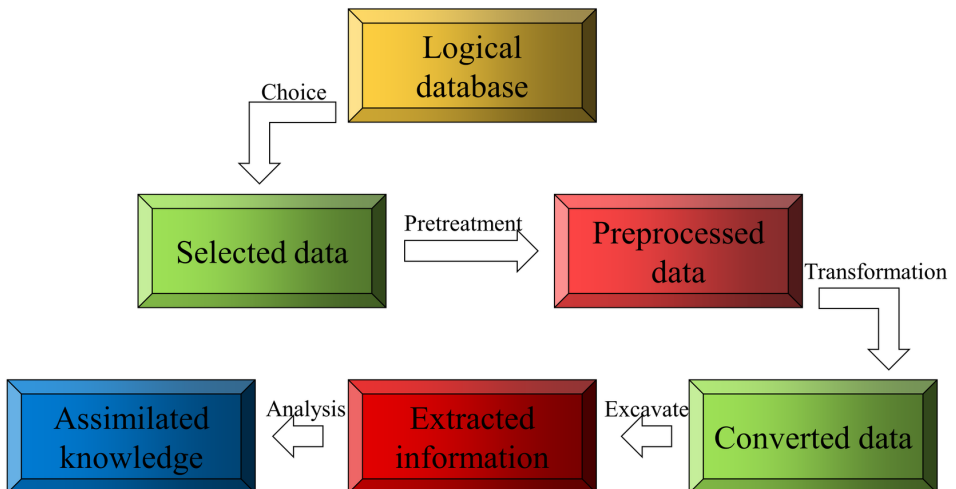 Logical
database
Choice
Selected data
Pretreatment
Preprocessed
data
Transformation
Converted data
Excavate
Extracted
information
Analysis
Assimilated
knowledge